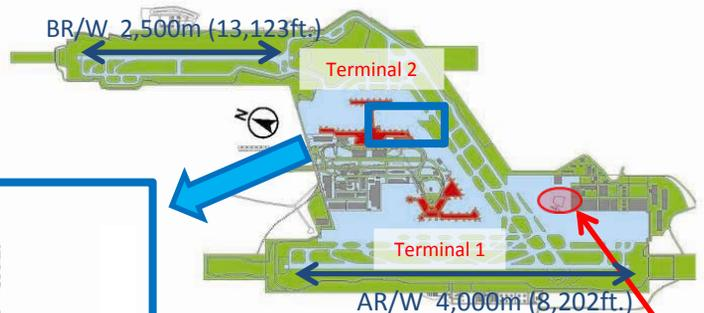 BR/W 2,500m (13,123ft.)
Terminal 2
N
Terminal 1
AR/W 4,000m (8,202ft.)